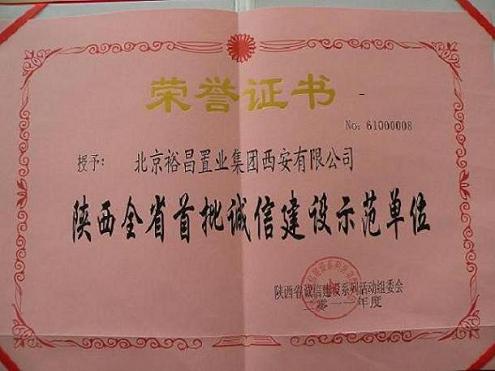 荣誉证书
No: 61000008
授予: 北京裕昌置业集团西安有限公司
陕西全省首批诚信建设示范单位
陕西省诚信建设系列活动组委会
二零一一年度